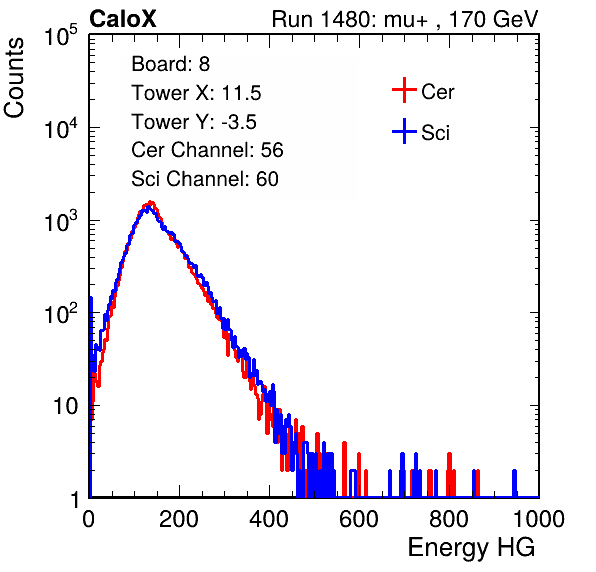 CaloX Run 1480: mu+ , 170 GeV
Counts
Board: 8
Tower X: 11.5
Tower Y: -3.5
Cer Channel: 56
Sci Channel: 60
Cer
Sci
10^5
10^4
10^3
10^2
10
1
0 200 400 600 800 1000
Energy HG